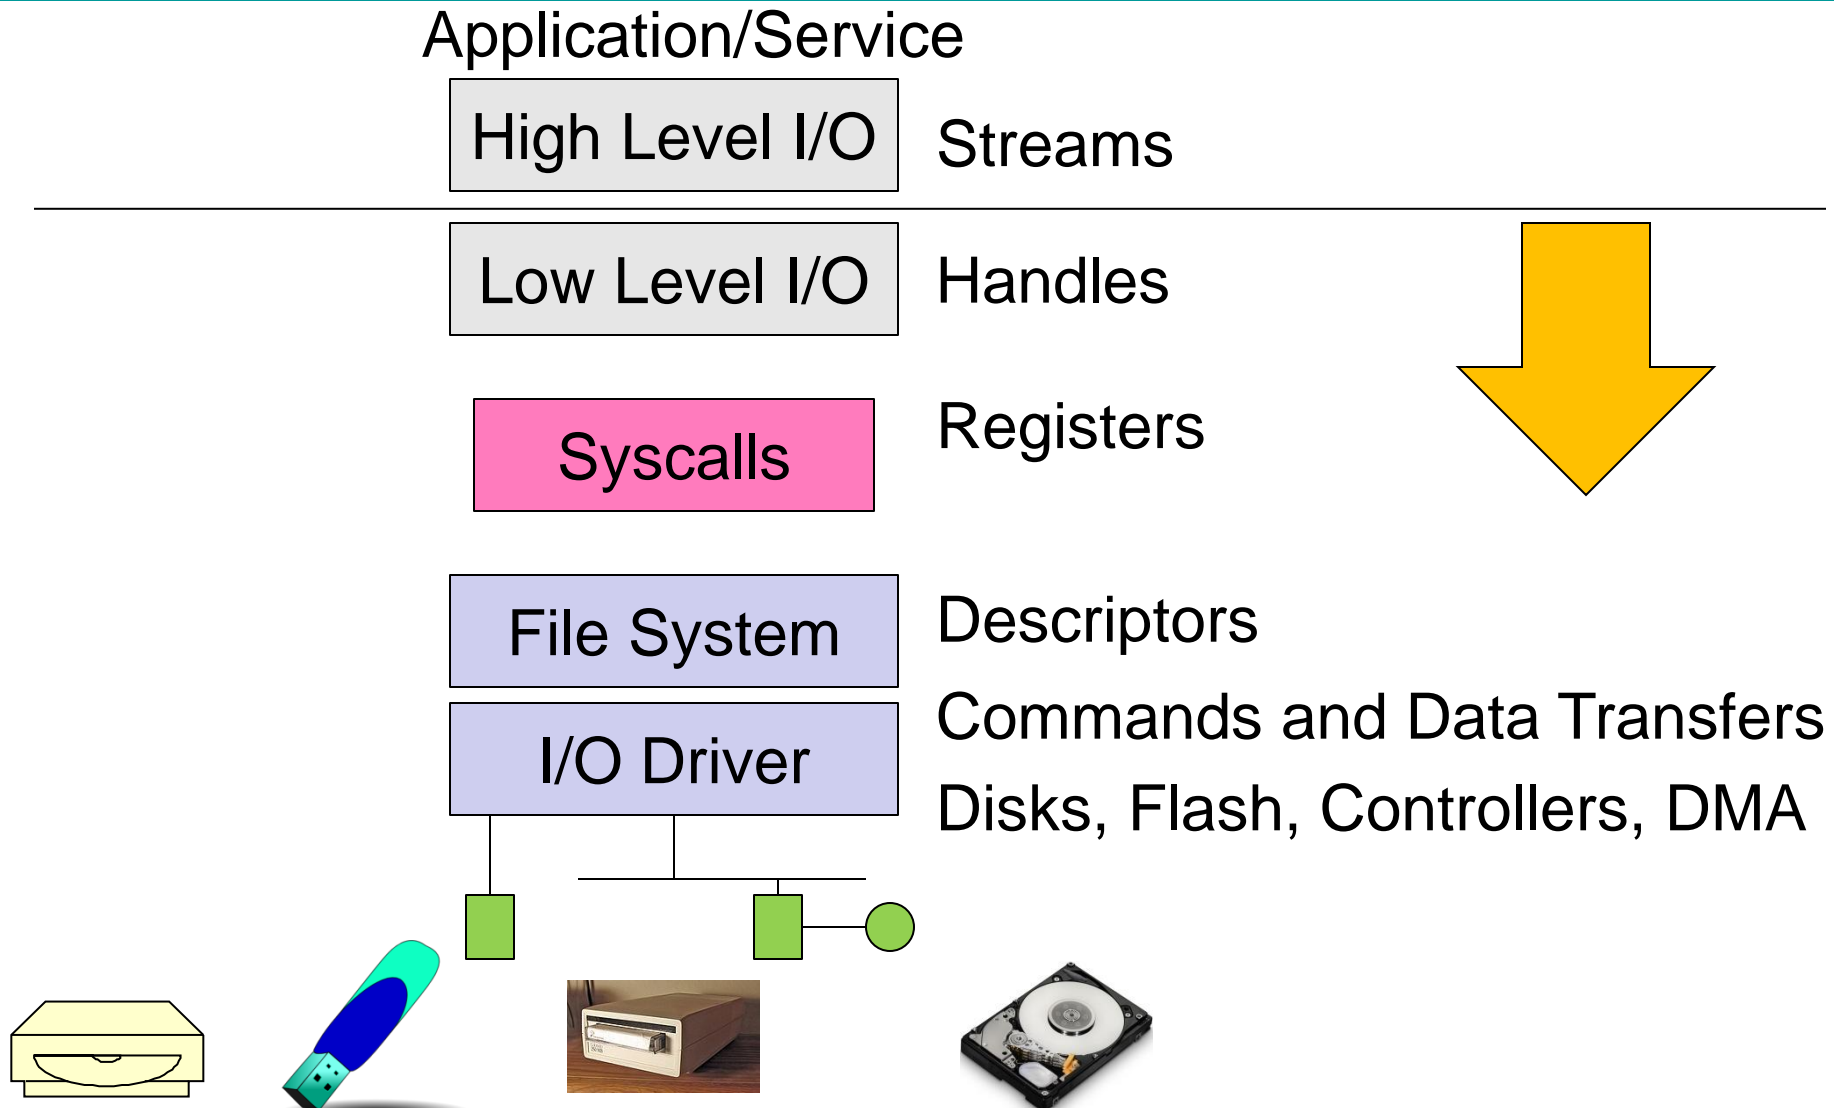 Application/Service
High Level I/O
Streams
Low Level I/O
Handles
Syscalls
Registers
File System
Descriptors
I/O Driver
Commands and Data Transfers
Disks, Flash, Controllers, DMA